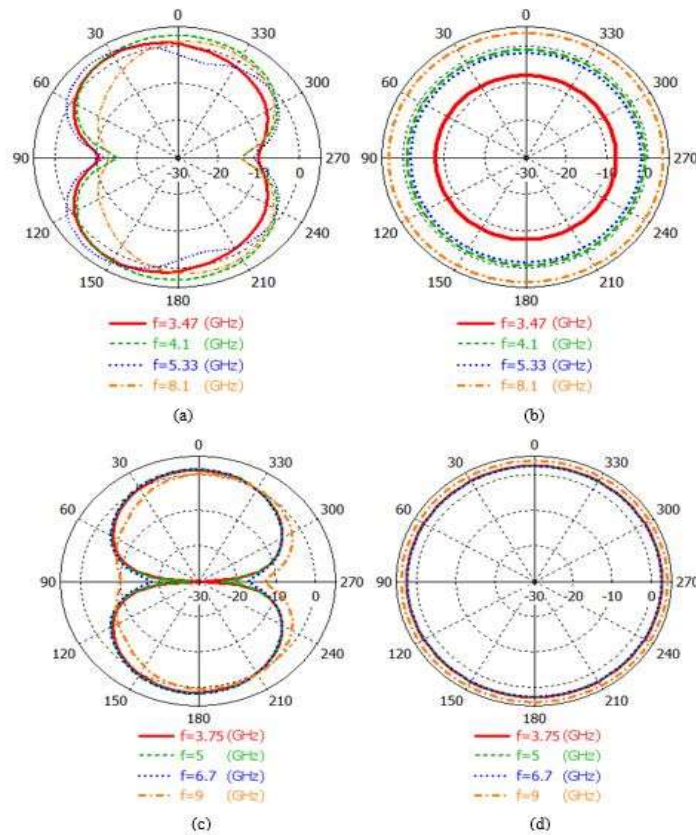 0
30 330
60 300
90 -30 -20 -10 0 270
120 240
150 210
180
f=3.47 (GHz)
f=4.1 (GHz)
f=5.33 (GHz)
f=8.1 (GHz)
(a)
0
30 330
60 300
90 -30 -20 -10 0 270
120 240
150 210
180
f=3.47 (GHz)
f=4.1 (GHz)
f=5.33 (GHz)
f=8.1 (GHz)
(b)
0
30 330
60 300
90 -30 -20 -10 0 270
120 240
150 210
180
f=3.75 (GHz)
f=5 (GHz)
f=6.7 (GHz)
f=9 (GHz)
(c)
0
30 330
60 300
90 -30 -20 -10 0 270
120 240
150 210
180
f=3.75 (GHz)
f=5 (GHz)
f=6.7 (GHz)
f=9 (GHz)
(d)